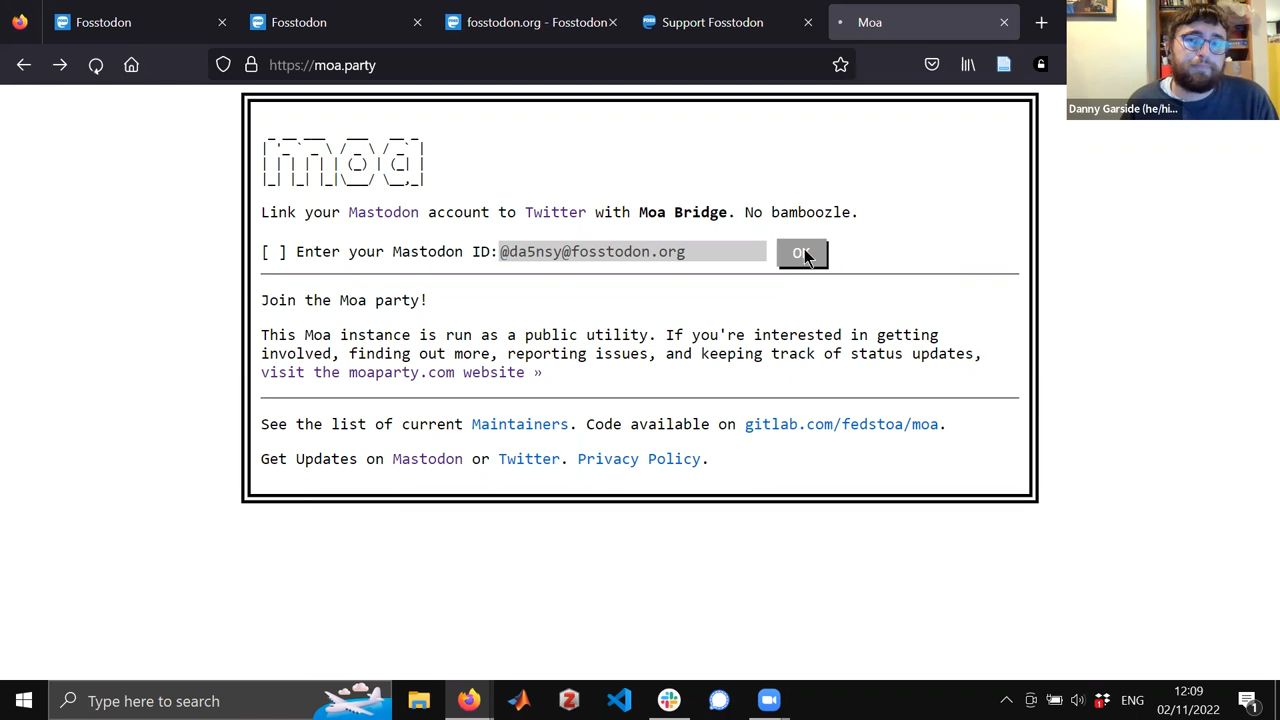 Fosstodon
Fosstodon
fosstodon.org - Fosstodon
Support Fosstodon
Moa
https://moa.party
Danny Garside (he/hi...
moa
Link your Mastodon account to Twitter with Moa Bridge. No bamboozle.
[ ] Enter your Mastodon ID: @da5nsy@fosstodon.org
OK
Join the Moa party!
This Moa instance is run as a public utility. If you're interested in getting
involved, finding out more, reporting issues, and keeping track of status updates,
visit the moaparty.com website »
See the list of current Maintainers. Code available on gitlab.com/fedstoa/moa.
Get Updates on Mastodon or Twitter. Privacy Policy.
Type here to search
ENG
12:09
02/11/2022
1
1